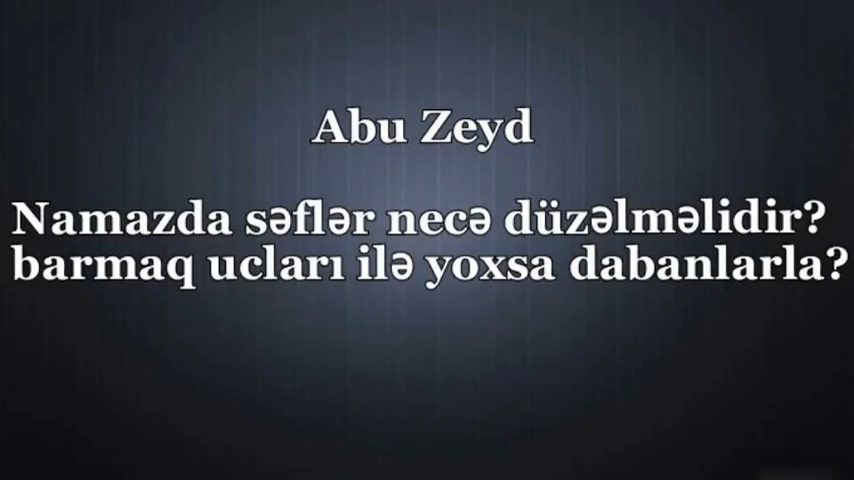 Abu Zeyd
Namazda səflər necə düzəlməlidir?
barmaq ucları ilə yoxsa dabanlarla?